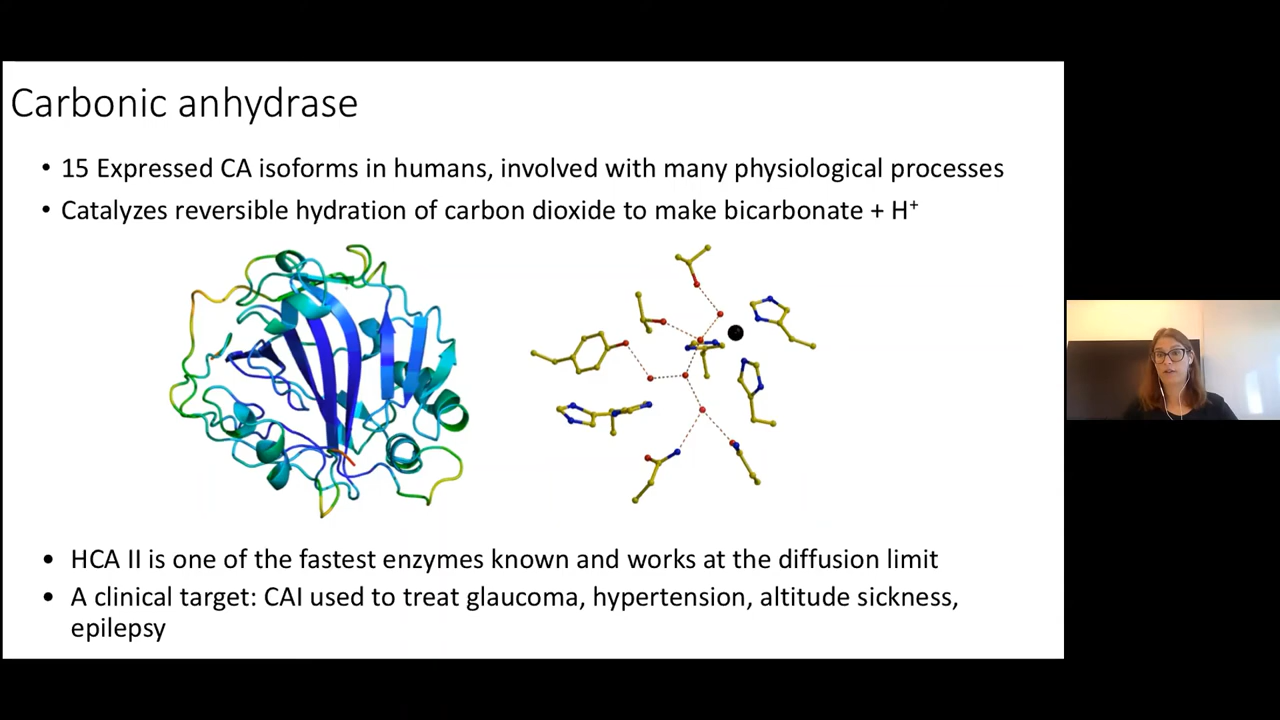 Carbonic anhydrase
• 15 Expressed CA isoforms in humans, involved with many physiological processes
• Catalyzes reversible hydration of carbon dioxide to make bicarbonate + H⁺
• HCA II is one of the fastest enzymes known and works at the diffusion limit
• A clinical target: CAI used to treat glaucoma, hypertension, altitude sickness,
epilepsy